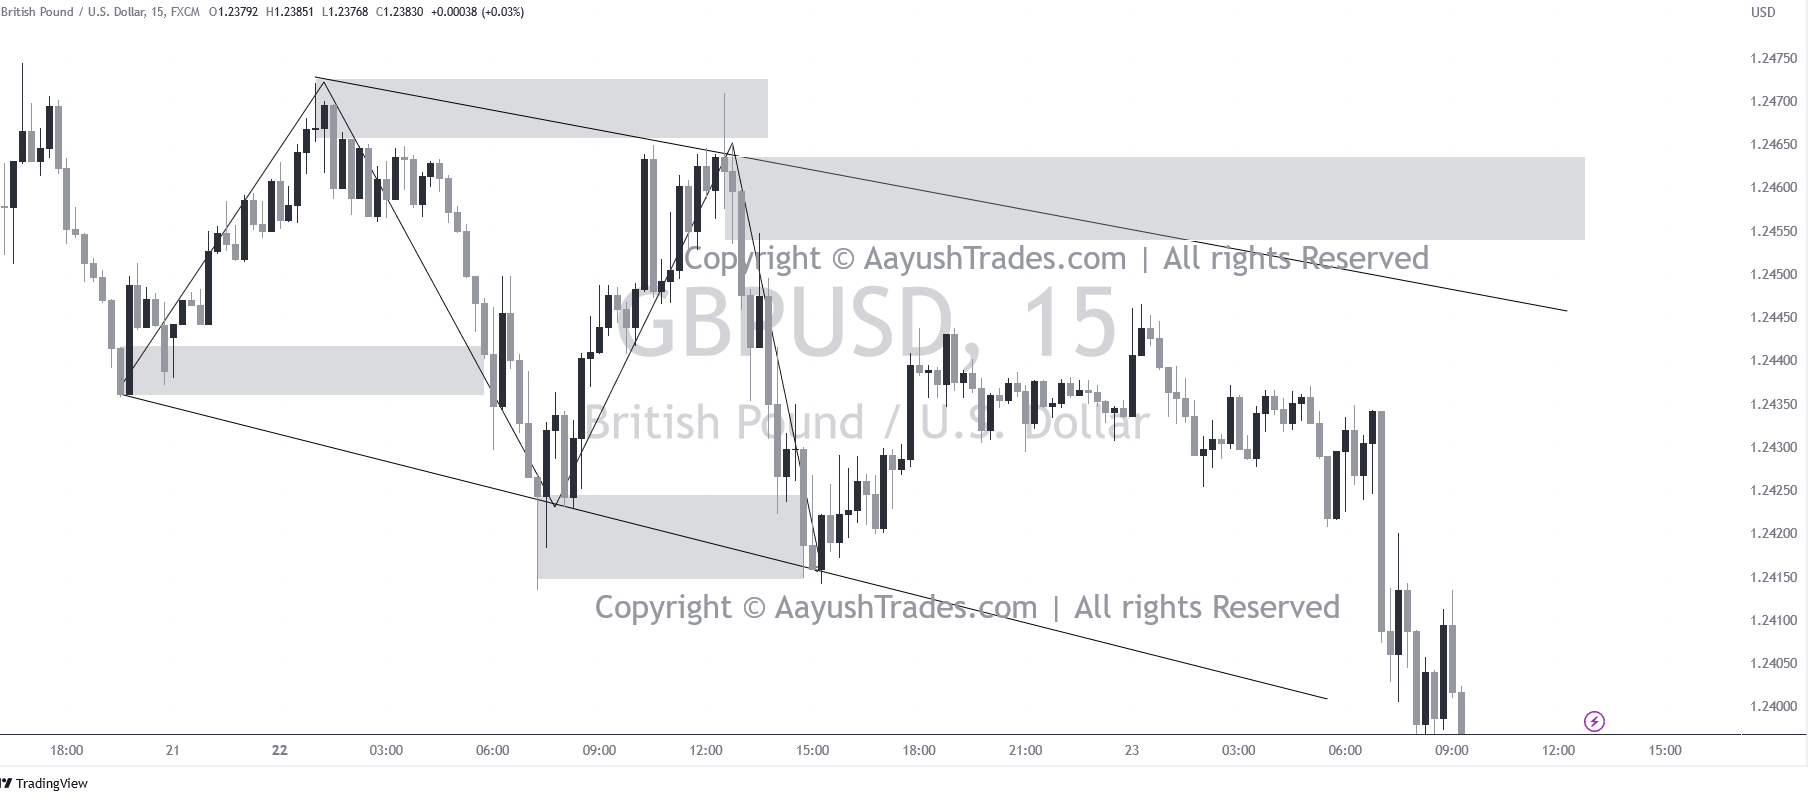 British Pound / U.S. Dollar, 15, FXCM O1.23792 H1.23851 L1.23768 C1.23830 +0.00038 (+0.03%)
USD
1.24750
1.24700
1.24650
1.24600
1.24550
Copyright © AayushTrades.com | All rights Reserved
1.24500
GBPUSD, 15
1.24450
1.24400
1.24350
British Pound / U.S. Dollar
1.24300
1.24250
1.24200
1.24150
Copyright © AayushTrades.com | All rights Reserved
1.24100
1.24050
1.24000
18:00 21 22 03:00 06:00 09:00 12:00 15:00 18:00 21:00 23 03:00 06:00 09:00 12:00 15:00
TradingView